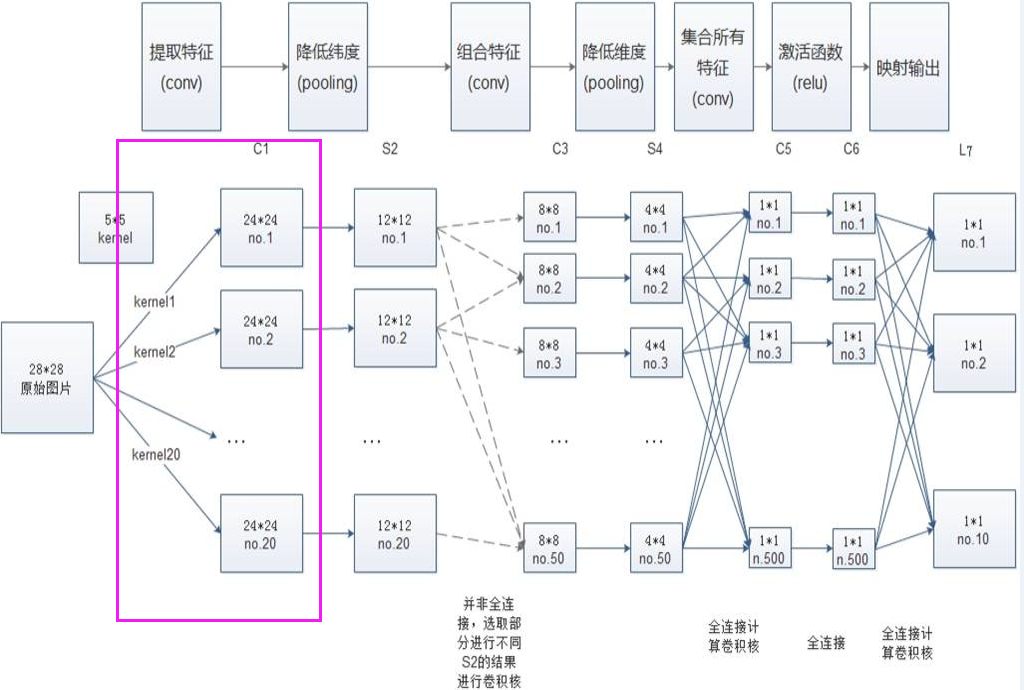 提取特征
(conv)
降低纬度
(pooling)
组合特征
(conv)
降低维度
(pooling)
集合所有
特征
(conv)
激活函数
(relu)
映射输出
C1
S2
C3
S4
C5
C6
L7
5*5
kernel
28*28
原始图片
kernel1
kernel2
kernel20
24*24
no.1
24*24
no.2
...
24*24
no.20
12*12
no.1
12*12
no.2
...
12*12
no.20
8*8
no.1
8*8
no.2
8*8
no.3
...
8*8
no.50
4*4
no.1
4*4
no.2
4*4
no.3
...
4*4
no.50
1*1
no.1
1*1
no.2
1*1
no.3
1*1
n.500
1*1
no.1
1*1
no.2
1*1
no.3
1*1
n.500
1*1
no.1
1*1
no.2
1*1
no.10
并非全连
接，选取部
分进行不同
S2的结果
进行卷积核
全连接计
算卷积核
全连接
全连接计
算卷积核